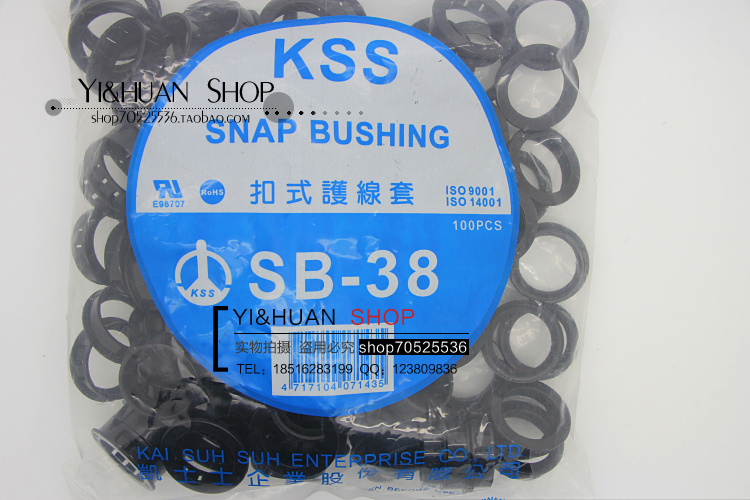 KSS
YI&HUAN SHOP
shop70525536.taobao.com
SNAP BUSHING
E98707
RoHS
扣式護線套
ISO 9001
ISO 14001
100PCS
KSS
SB-38
YI&HUAN SHOP
实物拍摄 盗用必究 shop70525536
TEL：18516283199 QQ：123809836
4 717104 071435
KAI SUH SUH ENTERPRISE CO., LTD
凱士士企業股份有限公司